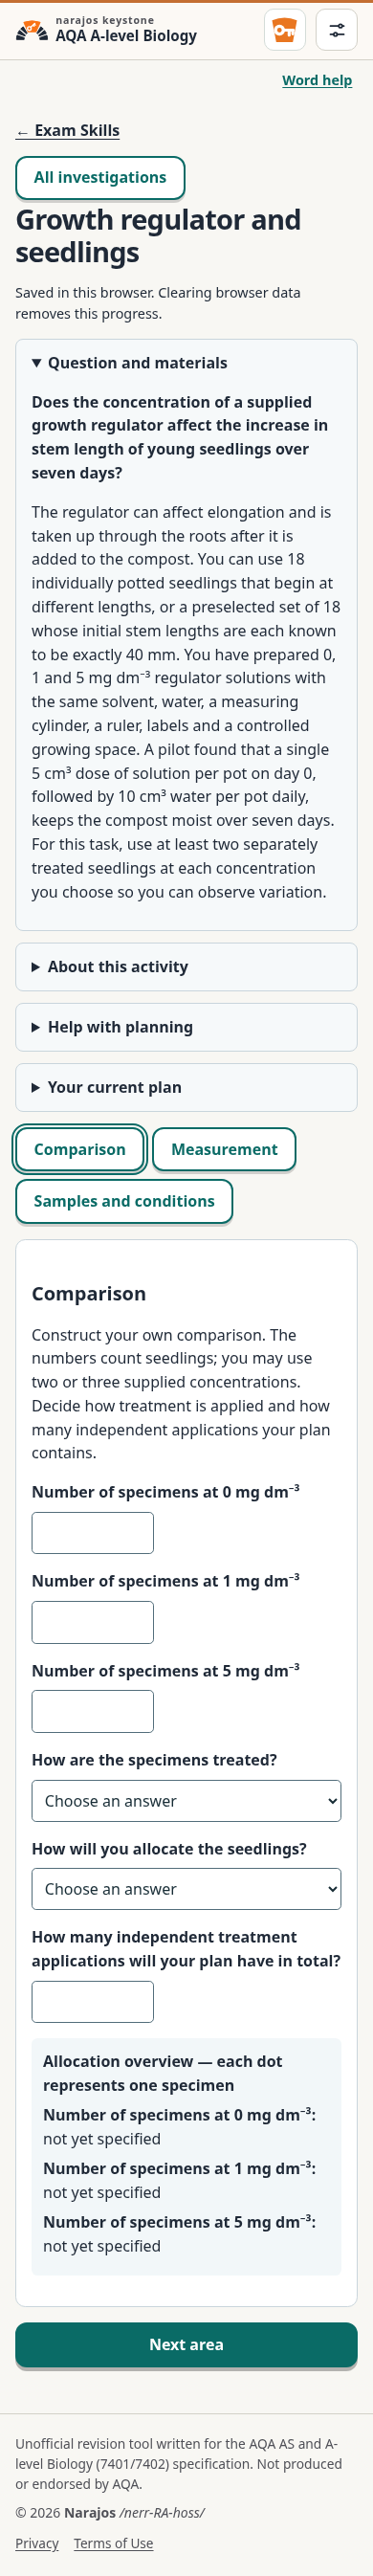 narajos keystone
AQA A-level Biology
Word help
← Exam Skills
All investigations
Growth regulator and
seedlings
Saved in this browser. Clearing browser data
removes this progress.
▼ Question and materials
Does the concentration of a supplied
growth regulator affect the increase in
stem length of young seedlings over
seven days?
The regulator can affect elongation and is
taken up through the roots after it is
added to the compost. You can use 18
individually potted seedlings that begin at
different lengths, or a preselected set of 18
whose initial stem lengths are each known
to be exactly 40 mm. You have prepared 0,
1 and 5 mg dm⁻³ regulator solutions with
the same solvent, water, a measuring
cylinder, a ruler, labels and a controlled
growing space. A pilot found that a single
5 cm³ dose of solution per pot on day 0,
followed by 10 cm³ water per pot daily,
keeps the compost moist over seven days.
For this task, use at least two separately
treated seedlings at each concentration
you choose so you can observe variation.
▶ About this activity
▶ Help with planning
▶ Your current plan
Comparison
Measurement
Samples and conditions
Comparison
Construct your own comparison. The
numbers count seedlings; you may use
two or three supplied concentrations.
Decide how treatment is applied and how
many independent applications your plan
contains.
Number of specimens at 0 mg dm⁻³
Number of specimens at 1 mg dm⁻³
Number of specimens at 5 mg dm⁻³
How are the specimens treated?
Choose an answer
How will you allocate the seedlings?
Choose an answer
How many independent treatment
applications will your plan have in total?
Allocation overview — each dot
represents one specimen
Number of specimens at 0 mg dm⁻³:
not yet specified
Number of specimens at 1 mg dm⁻³:
not yet specified
Number of specimens at 5 mg dm⁻³:
not yet specified
Next area
Unofficial revision tool written for the AQA AS and A-
level Biology (7401/7402) specification. Not produced
or endorsed by AQA.
© 2026 Narajos /nerr-RA-hoss/
Privacy
Terms of Use